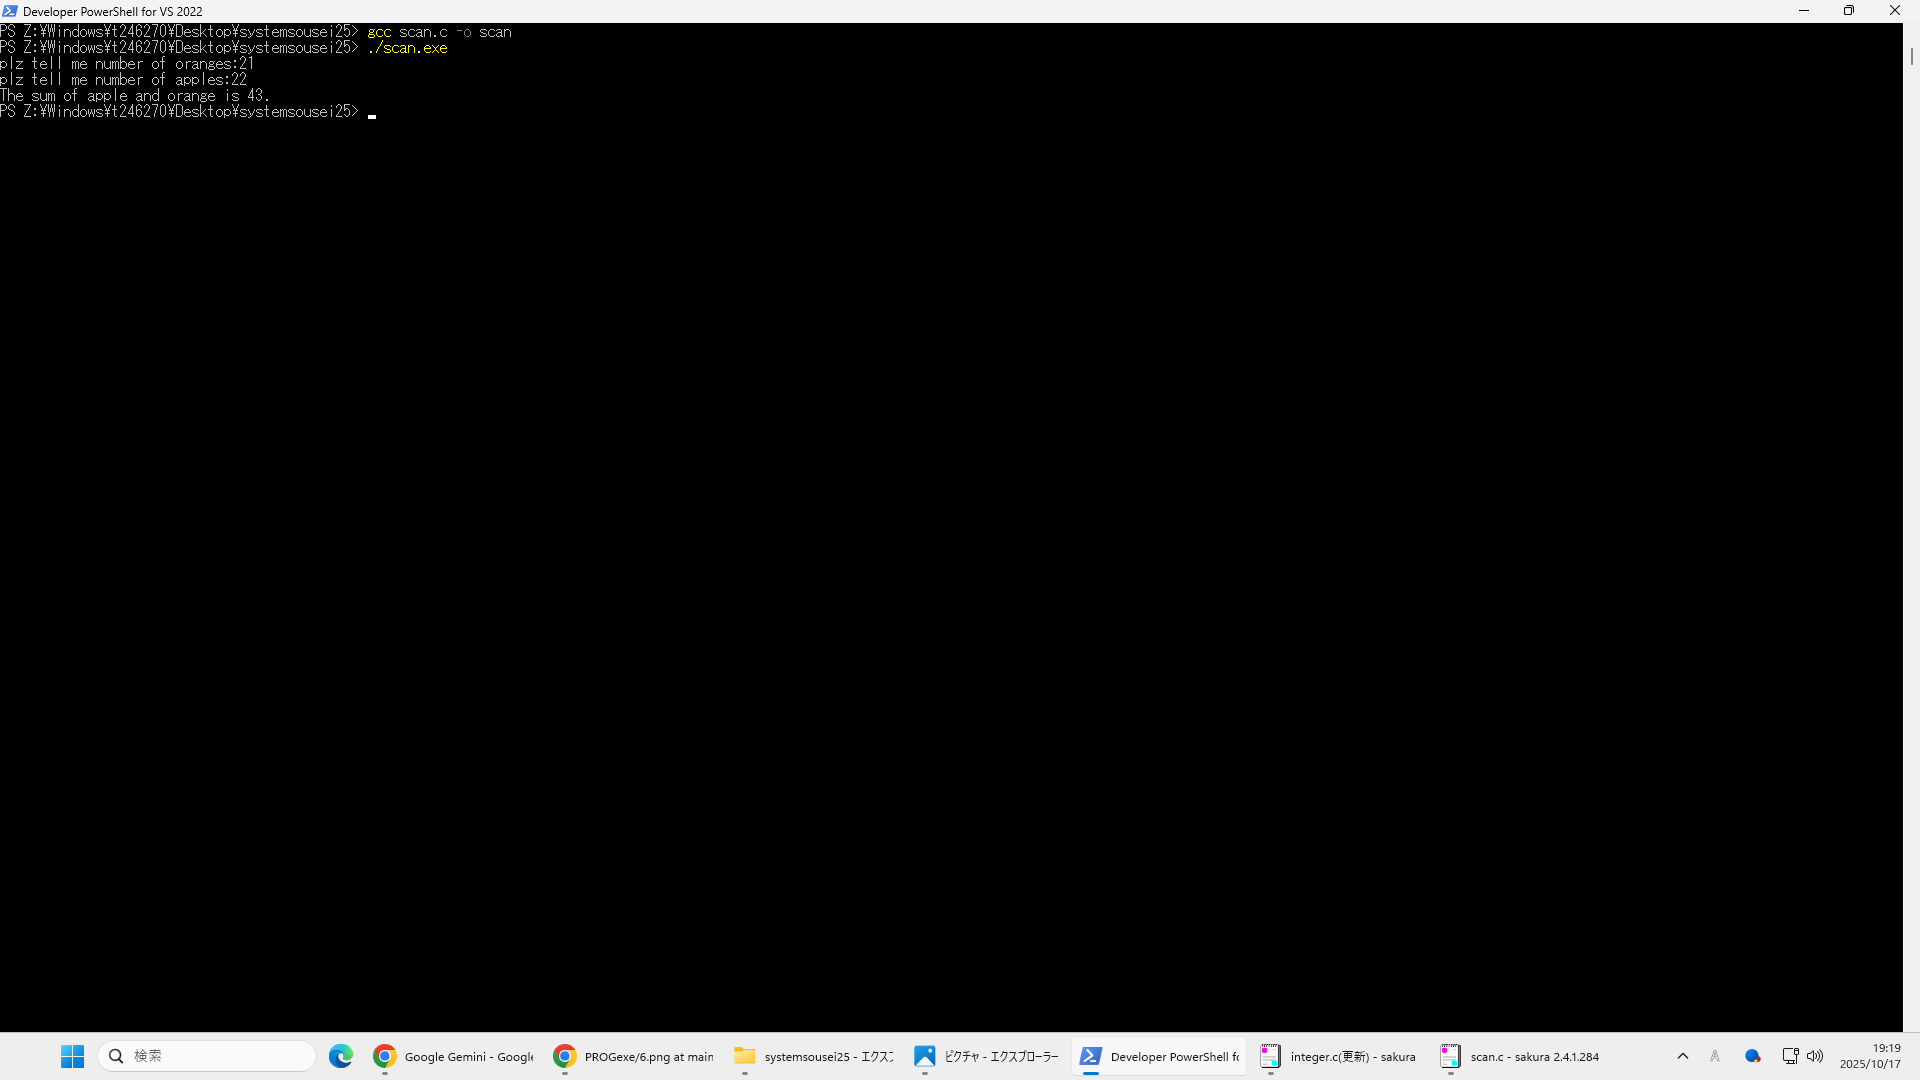 Developer PowerShell for VS 2022
PS Z:¥Windows¥t246270¥Desktop¥systemsousei25> gcc scan.c -o scan
PS Z:¥Windows¥t246270¥Desktop¥systemsousei25> ./scan.exe
plz tell me number of oranges:21
plz tell me number of apples:22
The sum of apple and orange is 43.
PS Z:¥Windows¥t246270¥Desktop¥systemsousei25>
検索
Google Gemini - Google
PROGexe/6.png at main
systemsousei25 - エクスプ
ピクチャ - エクスプローラー
Developer PowerShell fo
integer.c(更新) - sakura
scan.c - sakura 2.4.1.284
A
19:19
2025/10/17